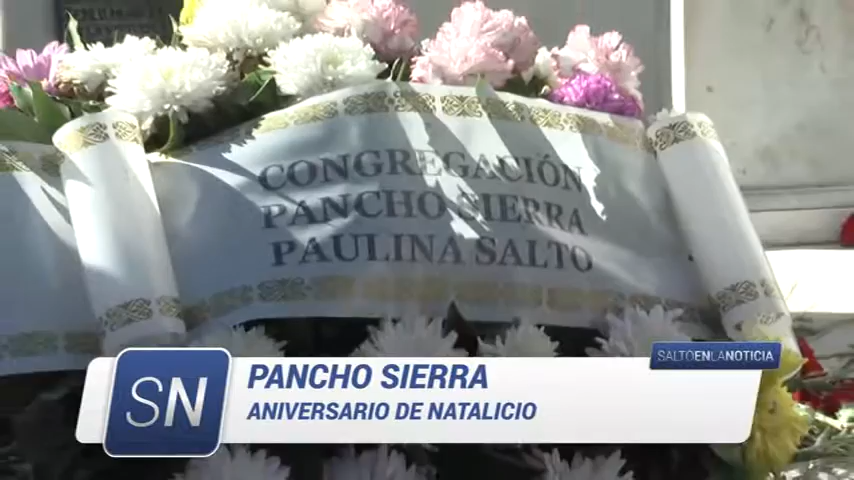 CONGREGACIÓN
PANCHO SIERRA
PAULINA SALTO
SALTOENLANOTICIA
SN
PANCHO SIERRA
ANIVERSARIO DE NATALICIO